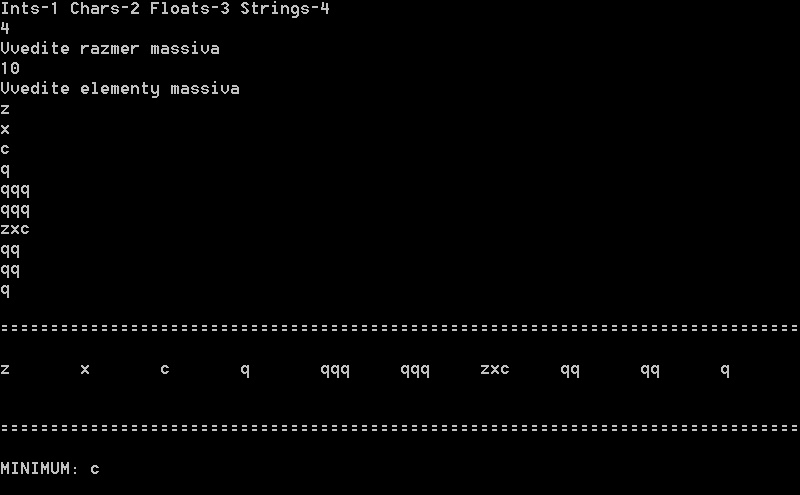 Ints-1 Chars-2 Floats-3 Strings-4
4
Vvedite razmer massiva
10
Vvedite elementy massiva
z
x
c
q
qqq
qqq
zxc
qq
qq
q
================================================================================
z x c q qqq qqq zxc qq qq q
================================================================================
MINIMUM: c